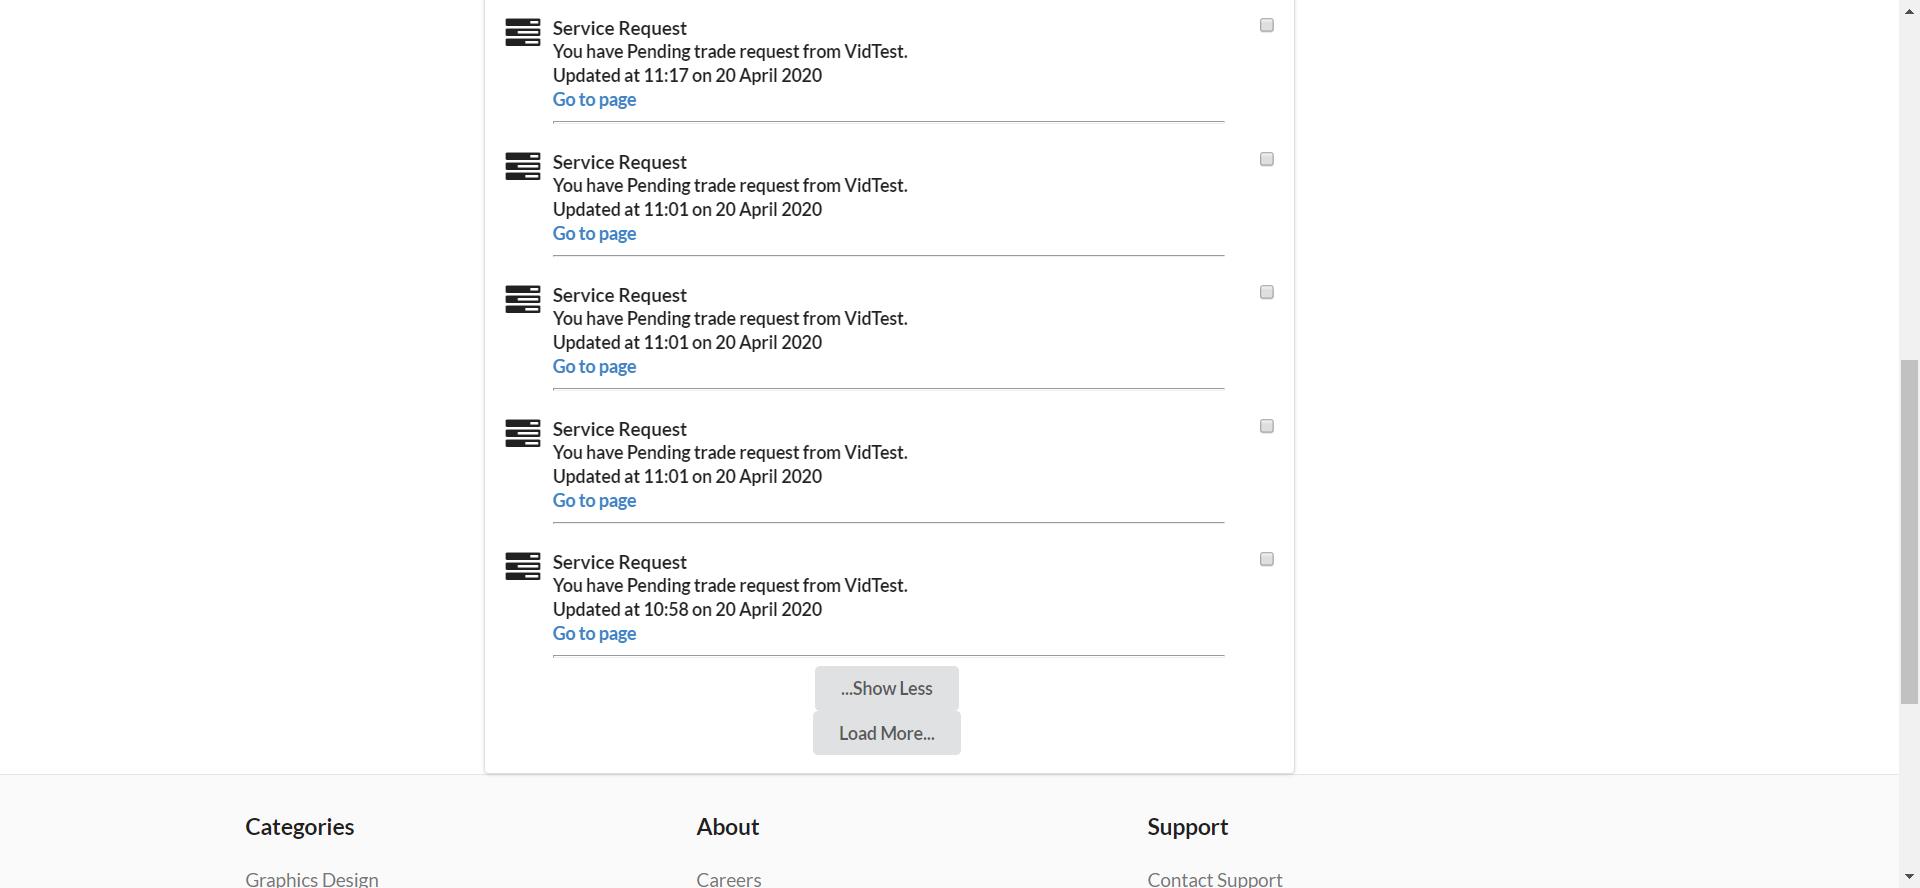 Service Request
You have Pending trade request from VidTest.
Updated at 11:17 on 20 April 2020
Go to page
Service Request
You have Pending trade request from VidTest.
Updated at 11:01 on 20 April 2020
Go to page
Service Request
You have Pending trade request from VidTest.
Updated at 11:01 on 20 April 2020
Go to page
Service Request
You have Pending trade request from VidTest.
Updated at 11:01 on 20 April 2020
Go to page
Service Request
You have Pending trade request from VidTest.
Updated at 10:58 on 20 April 2020
Go to page
...Show Less
Load More...
Categories About Support
Graphics Design Careers Contact Support